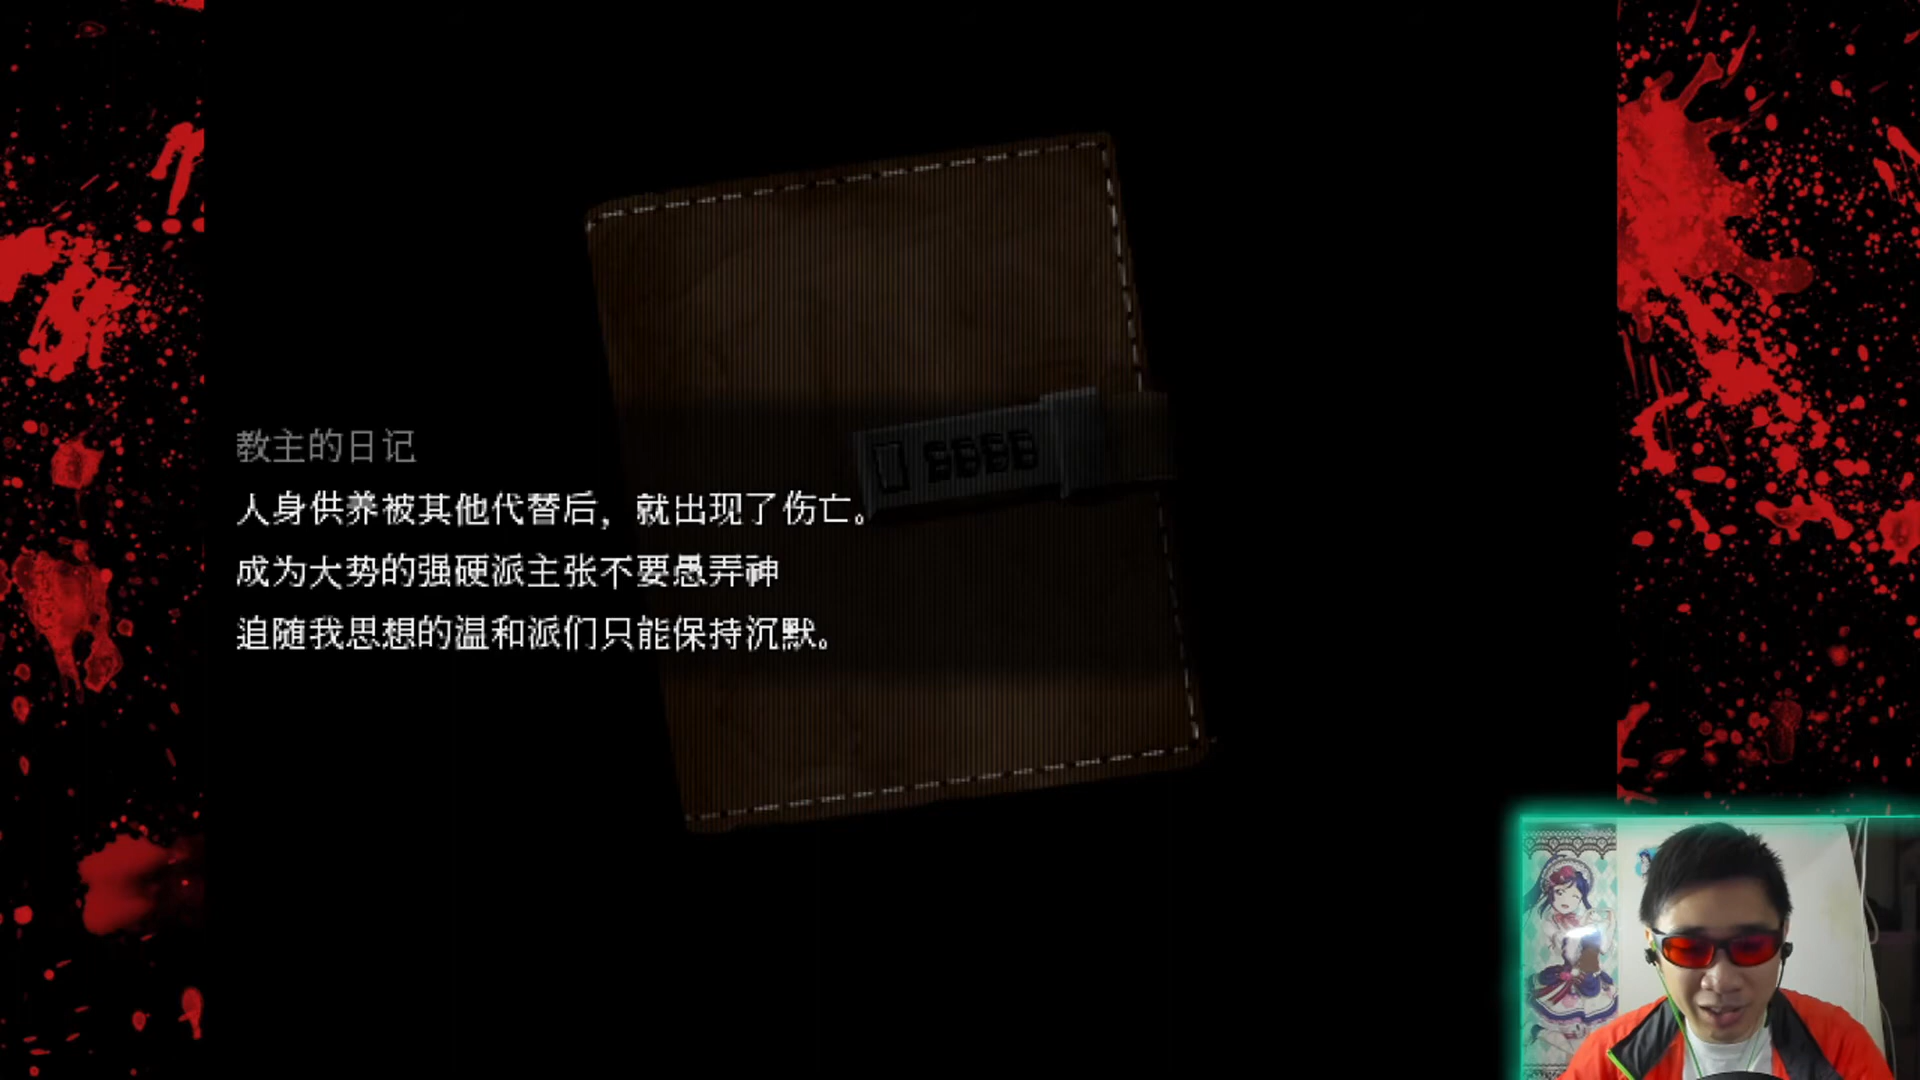 教主的日记
人身供养被其他代替后，就出现了伤亡。
成为大势的强硬派主张不要愚弄神
追随我思想的温和派们只能保持沉默。